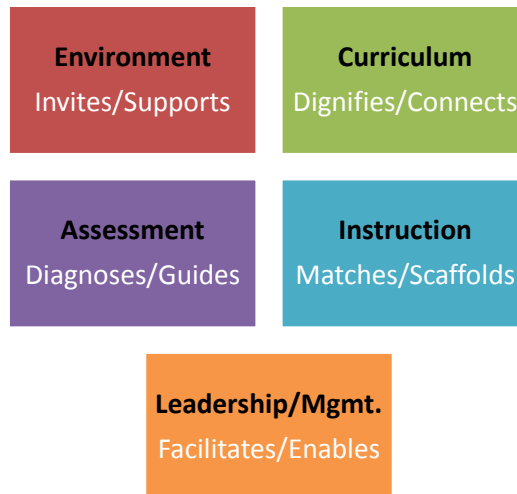 Environment
Invites/Supports
Curriculum
Dignifies/Connects
Assessment
Diagnoses/Guides
Instruction
Matches/Scaffolds
Leadership/Mgmt.
Facilitates/Enables